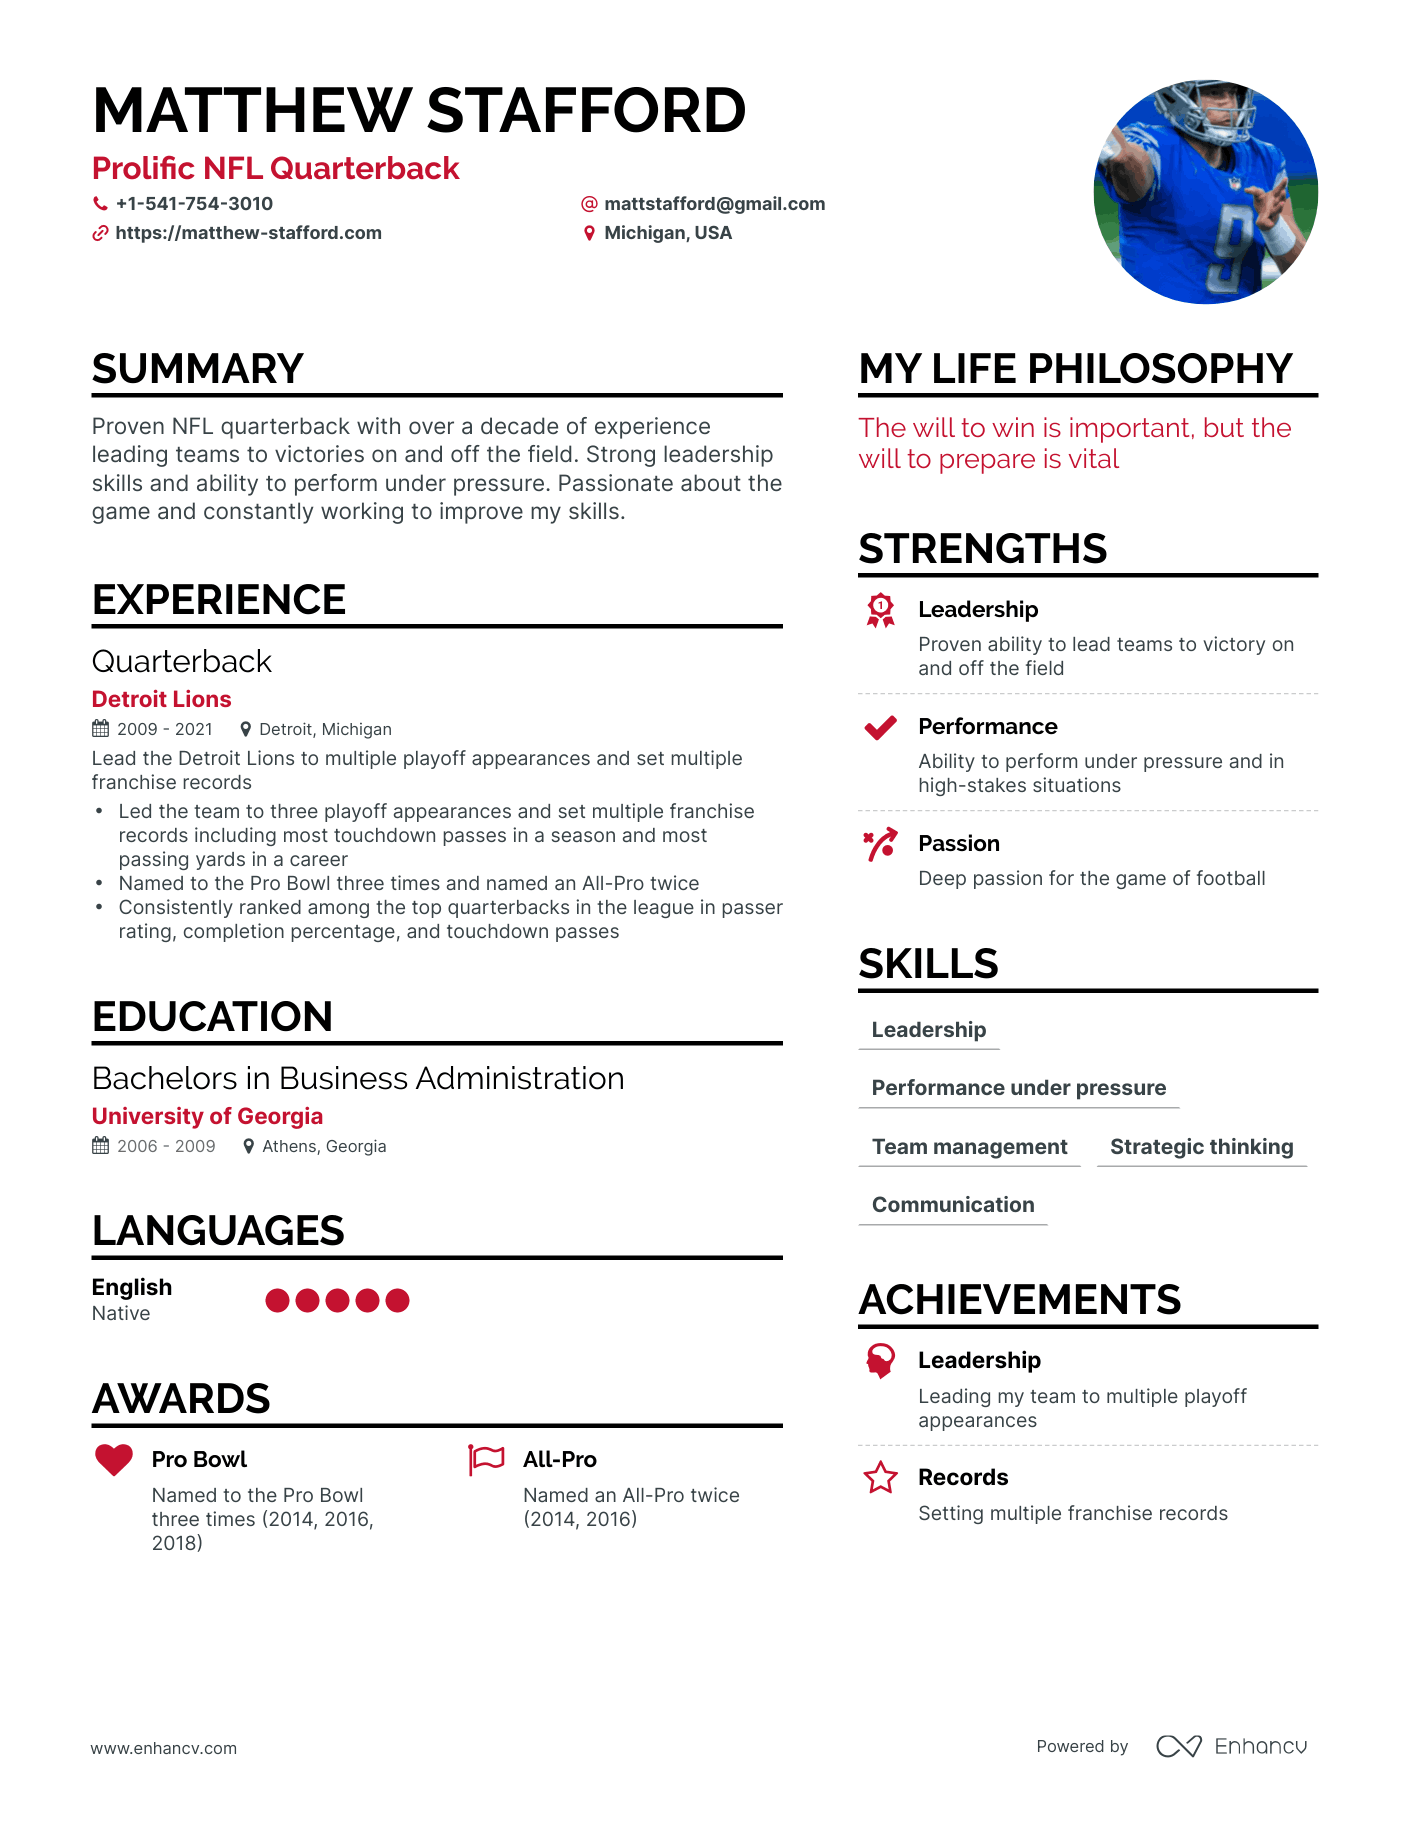 MATTHEW STAFFORD
Prolific NFL Quarterback
+1-541-754-3010
mattstafford@gmail.com
https://matthew-stafford.com
Michigan, USA
9
SUMMARY
Proven NFL quarterback with over a decade of experience
leading teams to victories on and off the field. Strong leadership
skills and ability to perform under pressure. Passionate about the
game and constantly working to improve my skills.
EXPERIENCE
Quarterback
Detroit Lions
2009 - 2021 Detroit, Michigan
Lead the Detroit Lions to multiple playoff appearances and set multiple
franchise records
• Led the team to three playoff appearances and set multiple franchise
records including most touchdown passes in a season and most
passing yards in a career
• Named to the Pro Bowl three times and named an All-Pro twice
• Consistently ranked among the top quarterbacks in the league in passer
rating, completion percentage, and touchdown passes
EDUCATION
Bachelors in Business Administration
University of Georgia
2006 - 2009 Athens, Georgia
LANGUAGES
English
Native
AWARDS
Pro Bowl
Named to the Pro Bowl
three times (2014, 2016,
2018)
All-Pro
Named an All-Pro twice
(2014, 2016)
MY LIFE PHILOSOPHY
The will to win is important, but the
will to prepare is vital
STRENGTHS
1
Leadership
Proven ability to lead teams to victory on
and off the field
Performance
Ability to perform under pressure and in
high-stakes situations
Passion
Deep passion for the game of football
SKILLS
Leadership
Performance under pressure
Team management Strategic thinking
Communication
ACHIEVEMENTS
Leadership
Leading my team to multiple playoff
appearances
Records
Setting multiple franchise records
www.enhancv.com
Powered by Enhancv